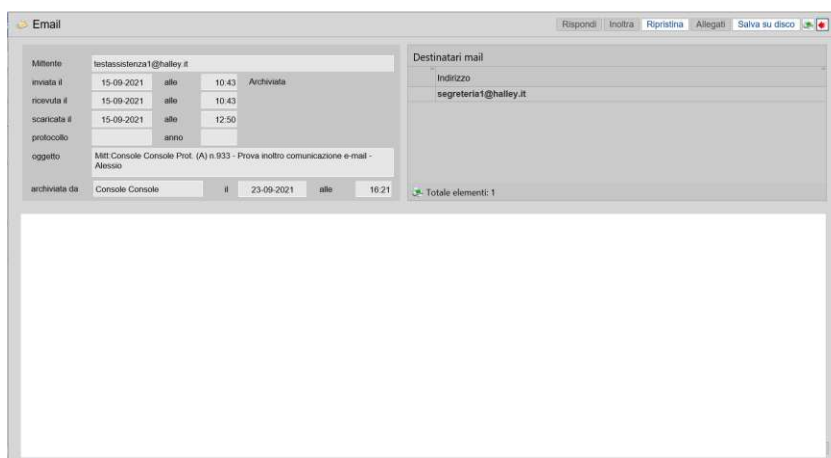 Email
Rispondi Inoltra Ripristina Allegati Salva su disco
Mittente testassistenza1@halley.it
inviata il 15-09-2021 alle 10:43 Archiviata
ricevuta il 15-09-2021 alle 10:43
scaricata il 15-09-2021 alle 12:50
protocollo anno
oggetto Mitt:Console Console Prot. (A) n.933 - Prova inoltro comunicazione e-mail -
Alessio
archiviata da Console Console il 23-09-2021 alle 16:21
Destinatari mail
Indirizzo
segreteria1@halley.it
Totale elementi: 1